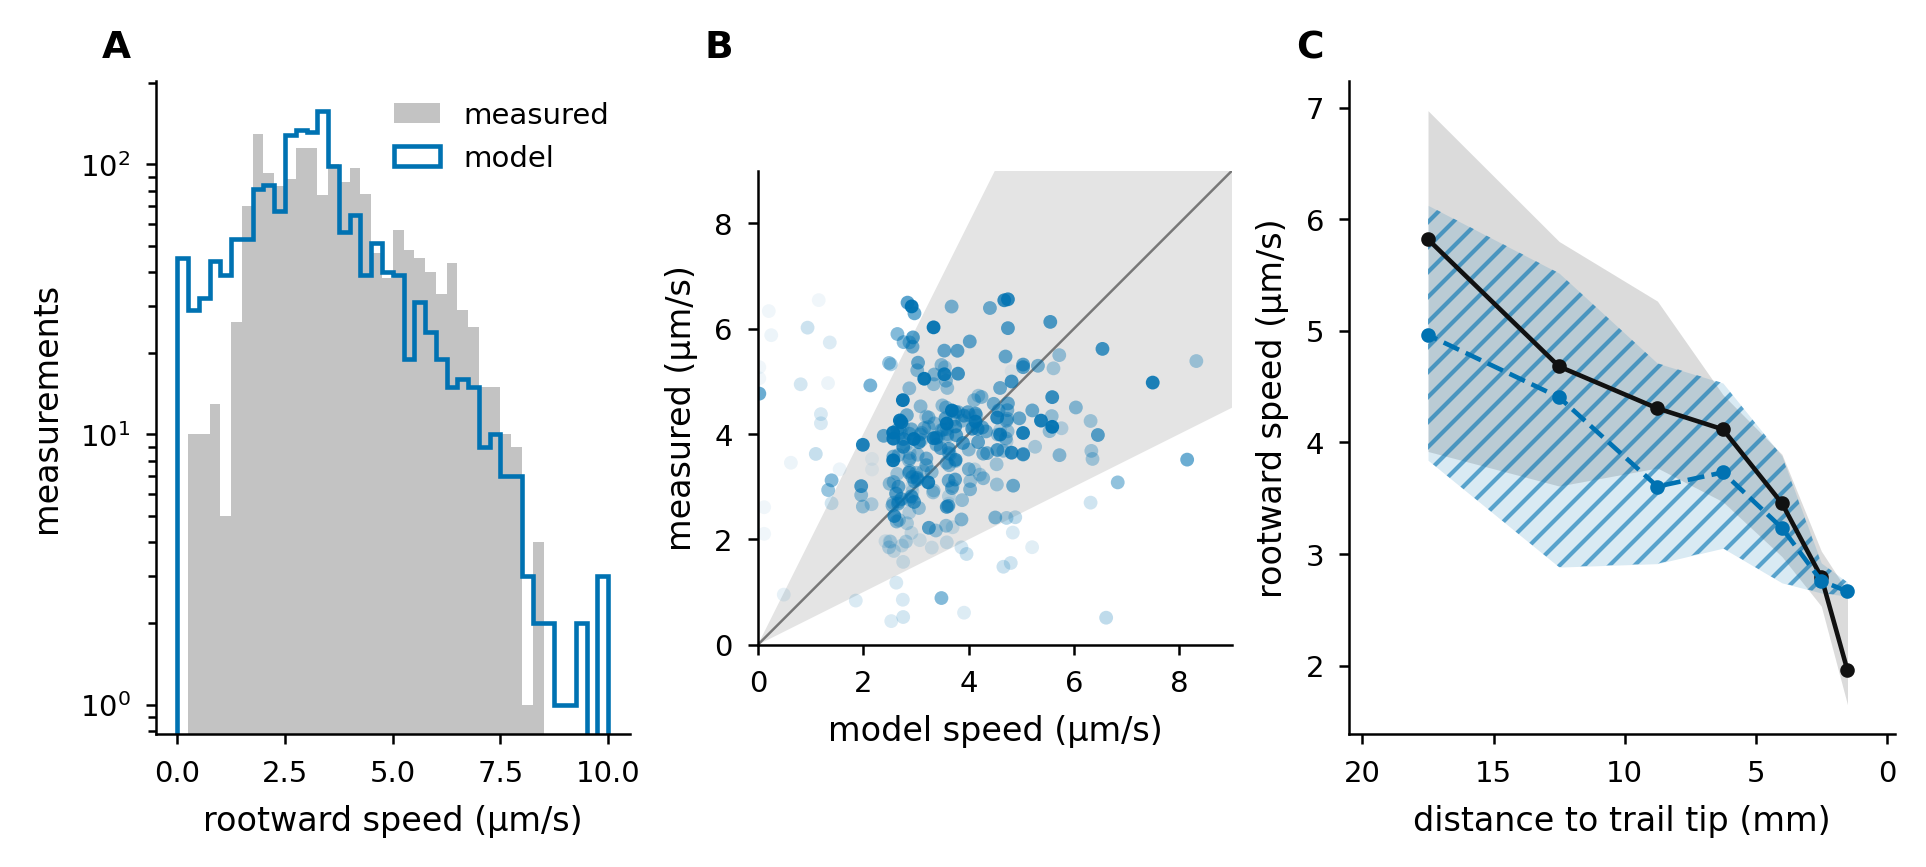 A
measured
model
10²
10¹
10⁰
measurements
0.0 2.5 5.0 7.5 10.0
rootward speed (µm/s)
B
8
6
4
2
0
measured (µm/s)
0 2 4 6 8
model speed (µm/s)
C
7
6
5
4
3
2
rootward speed (µm/s)
20 15 10 5 0
distance to trail tip (mm)